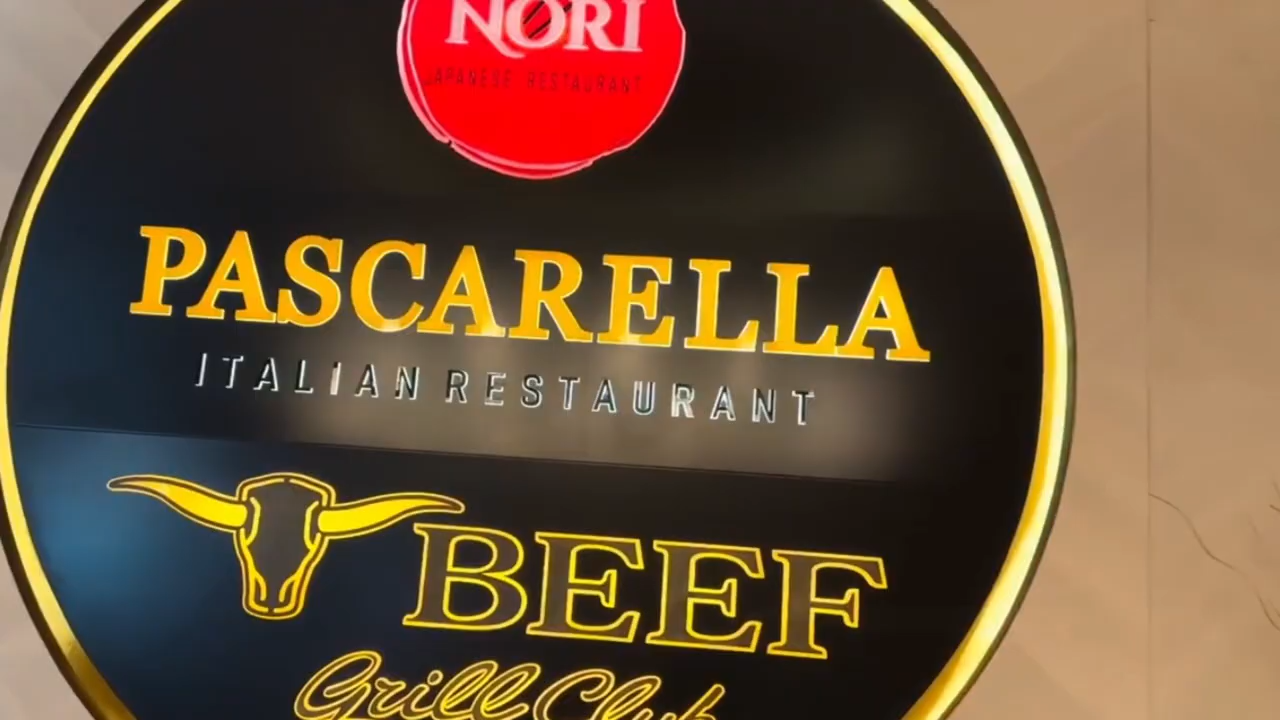 NORI
JAPANESE RESTAURANT
PASCARELLA
ITALIAN RESTAURANT
BEEF
Grill Club